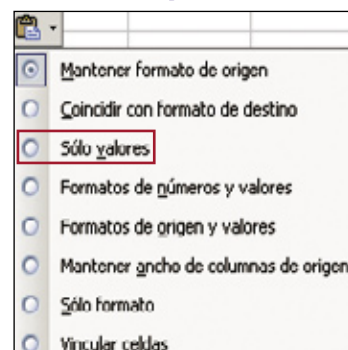 Mantener formato de origen
Coincidir con formato de destino
Sólo valores
Formatos de números y valores
Formatos de origen y valores
Mantener ancho de columnas de origen
Sólo formato
Vincular celdas